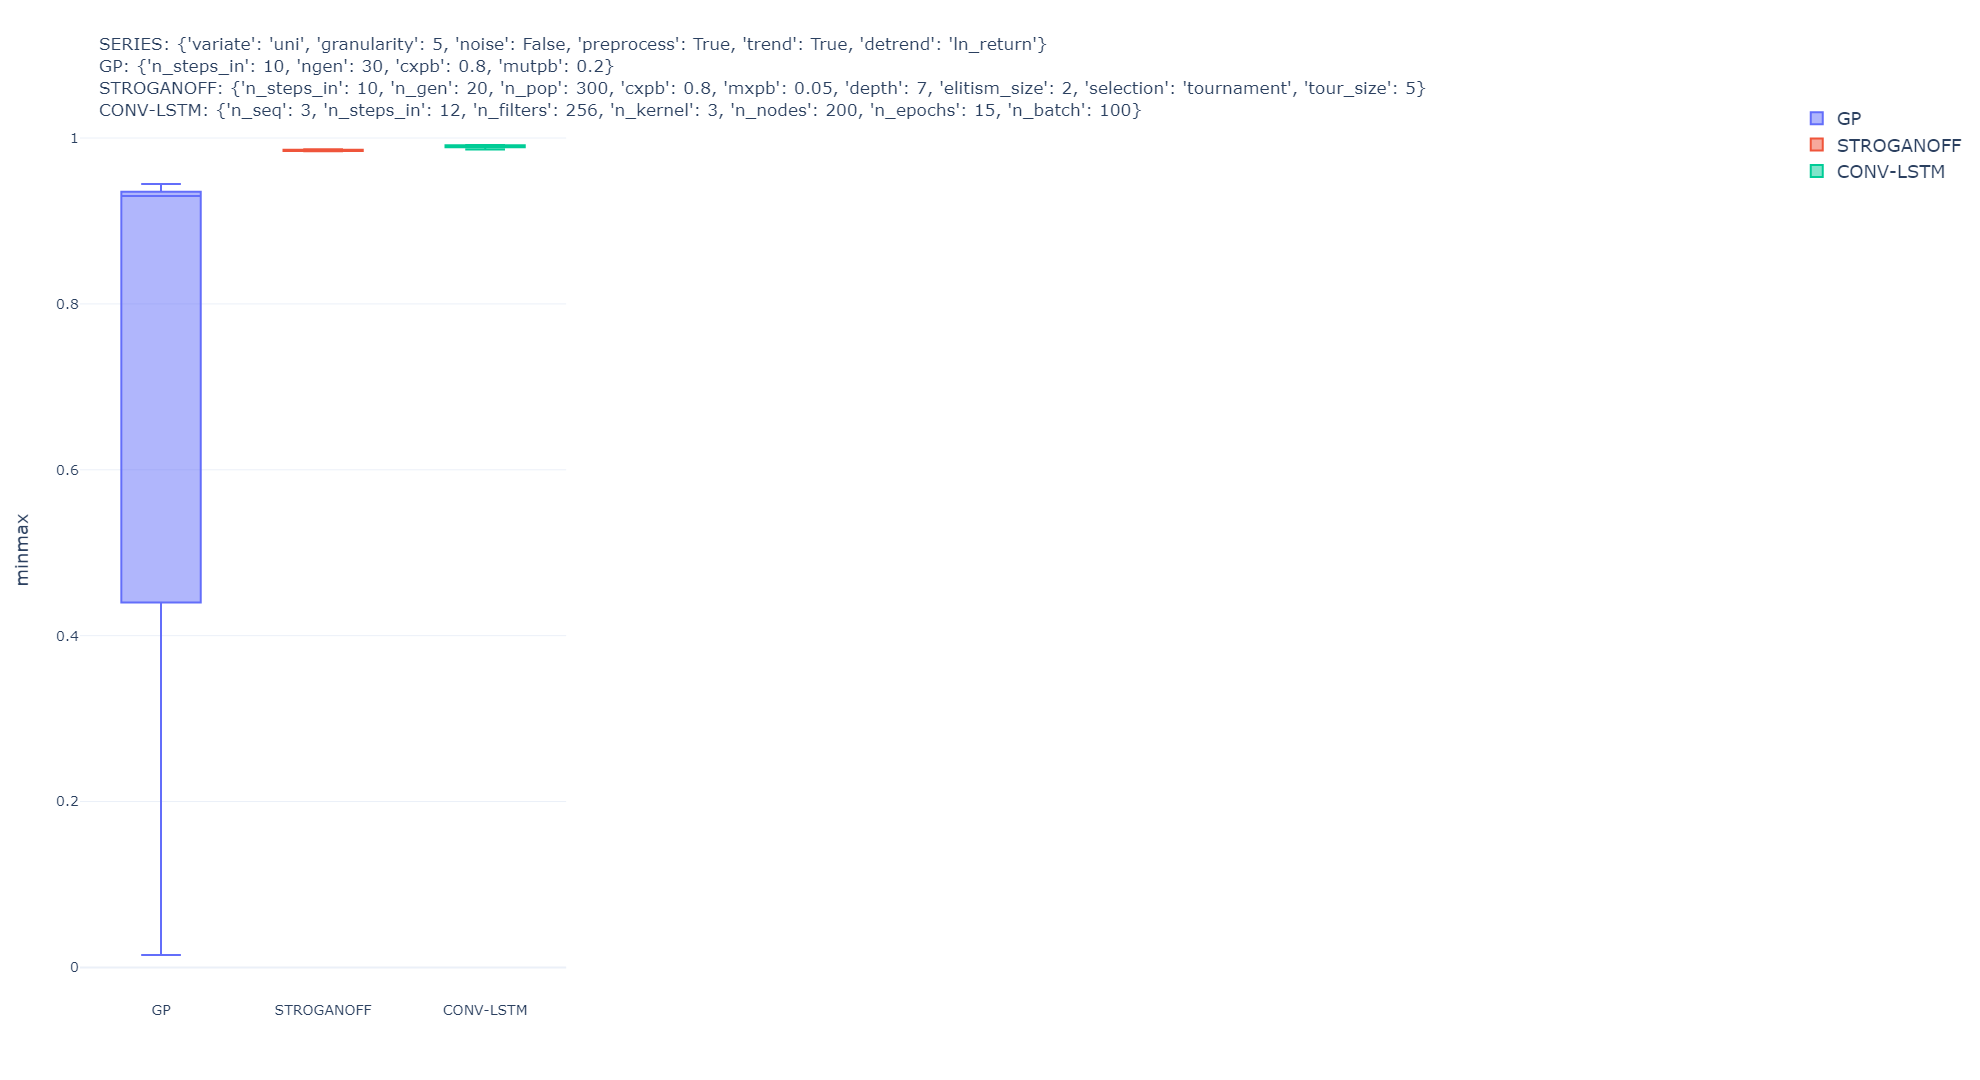 SERIES: {'variate': 'uni', 'granularity': 5, 'noise': False, 'preprocess': True, 'trend': True, 'detrend': 'ln_return'}
GP: {'n_steps_in': 10, 'ngen': 30, 'cxpb': 0.8, 'mutpb': 0.2}
STROGANOFF: {'n_steps_in': 10, 'n_gen': 20, 'n_pop': 300, 'cxpb': 0.8, 'mxpb': 0.05, 'depth': 7, 'elitism_size': 2, 'selection': 'tournament', 'tour_size': 5}
CONV-LSTM: {'n_seq': 3, 'n_steps_in': 12, 'n_filters': 256, 'n_kernel': 3, 'n_nodes': 200, 'n_epochs': 15, 'n_batch': 100}
GP
STROGANOFF
CONV-LSTM
1
0.8
0.6
0.4
0.2
0
minmax
GP
STROGANOFF
CONV-LSTM